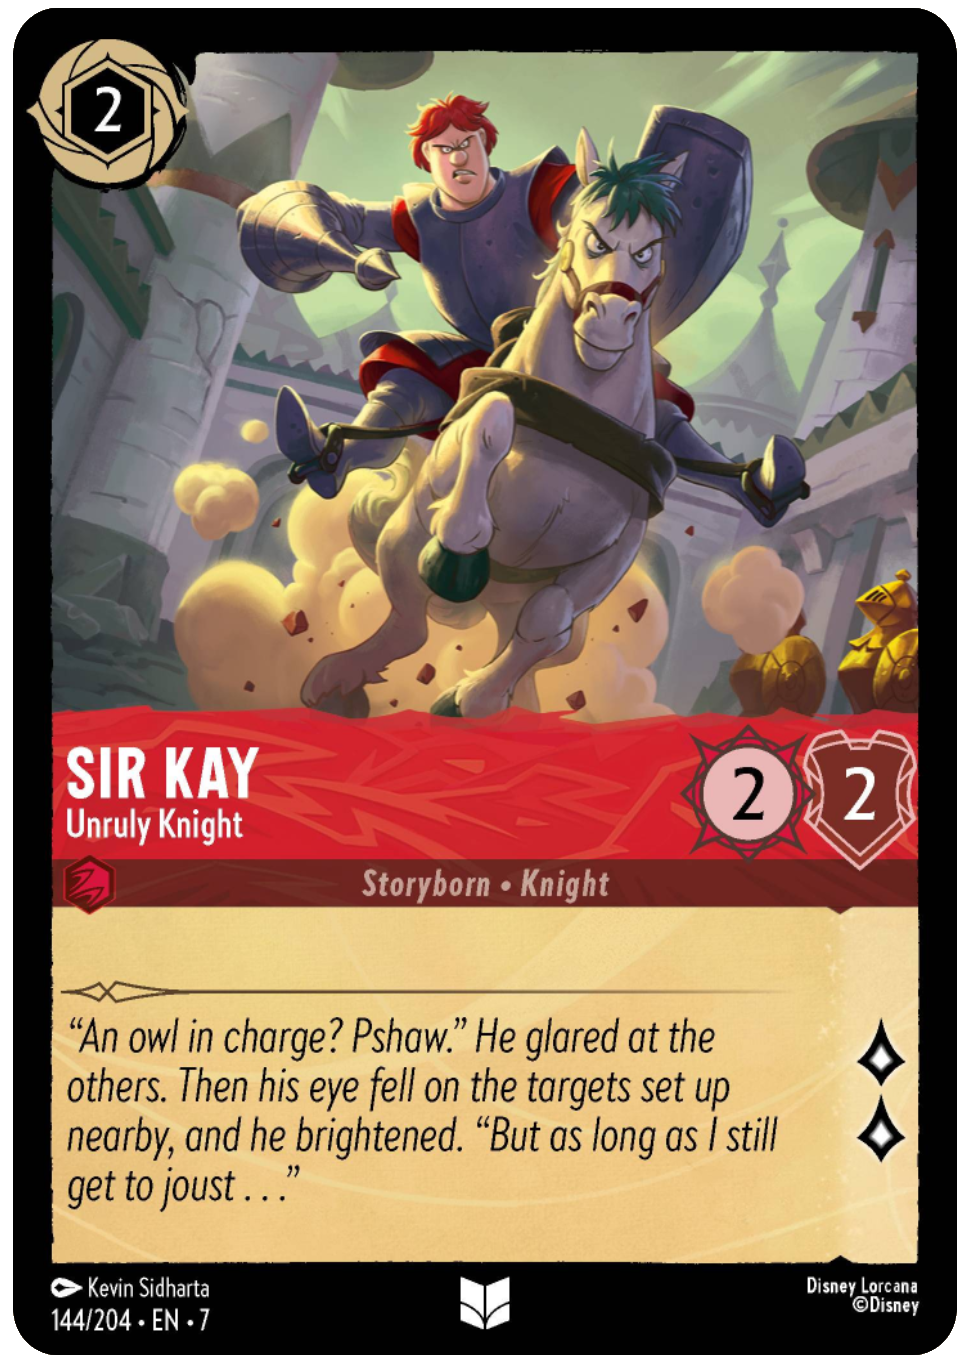 2
SIR KAY
Unruly Knight
2
2
Storyborn • Knight
“An owl in charge? Pshaw.” He glared at the
others. Then his eye fell on the targets set up
nearby, and he brightened. “But as long as I still
get to joust . . .”
Kevin Sidharta
144/204 • EN • 7
Disney Lorcana
©Disney